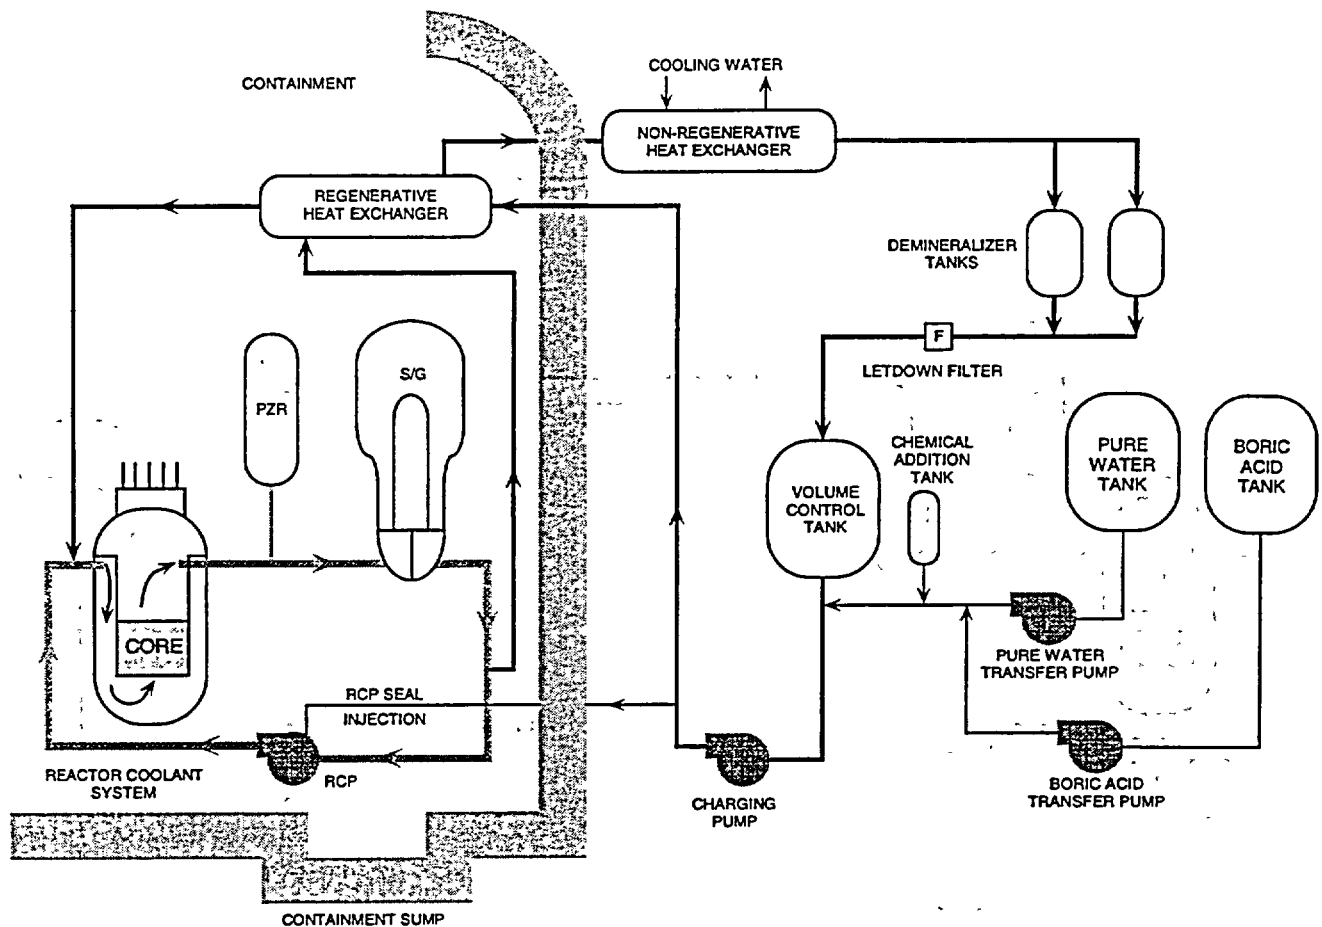 CONTAINMENT
COOLING WATER
NON-REGENERATIVE
HEAT EXCHANGER
REGENERATIVE
HEAT EXCHANGER
DEMINERALIZER
TANKS
F
LETDOWN FILTER
S/G
PZR
CHEMICAL
ADDITION
TANK
PURE
WATER
TANK
BORIC
ACID
TANK
VOLUME
CONTROL
TANK
CORE
PURE WATER
TRANSFER PUMP
RCP SEAL
INJECTION
REACTOR COOLANT
SYSTEM
RCP
CHARGING
PUMP
BORIC ACID
TRANSFER PUMP
CONTAINMENT SUMP